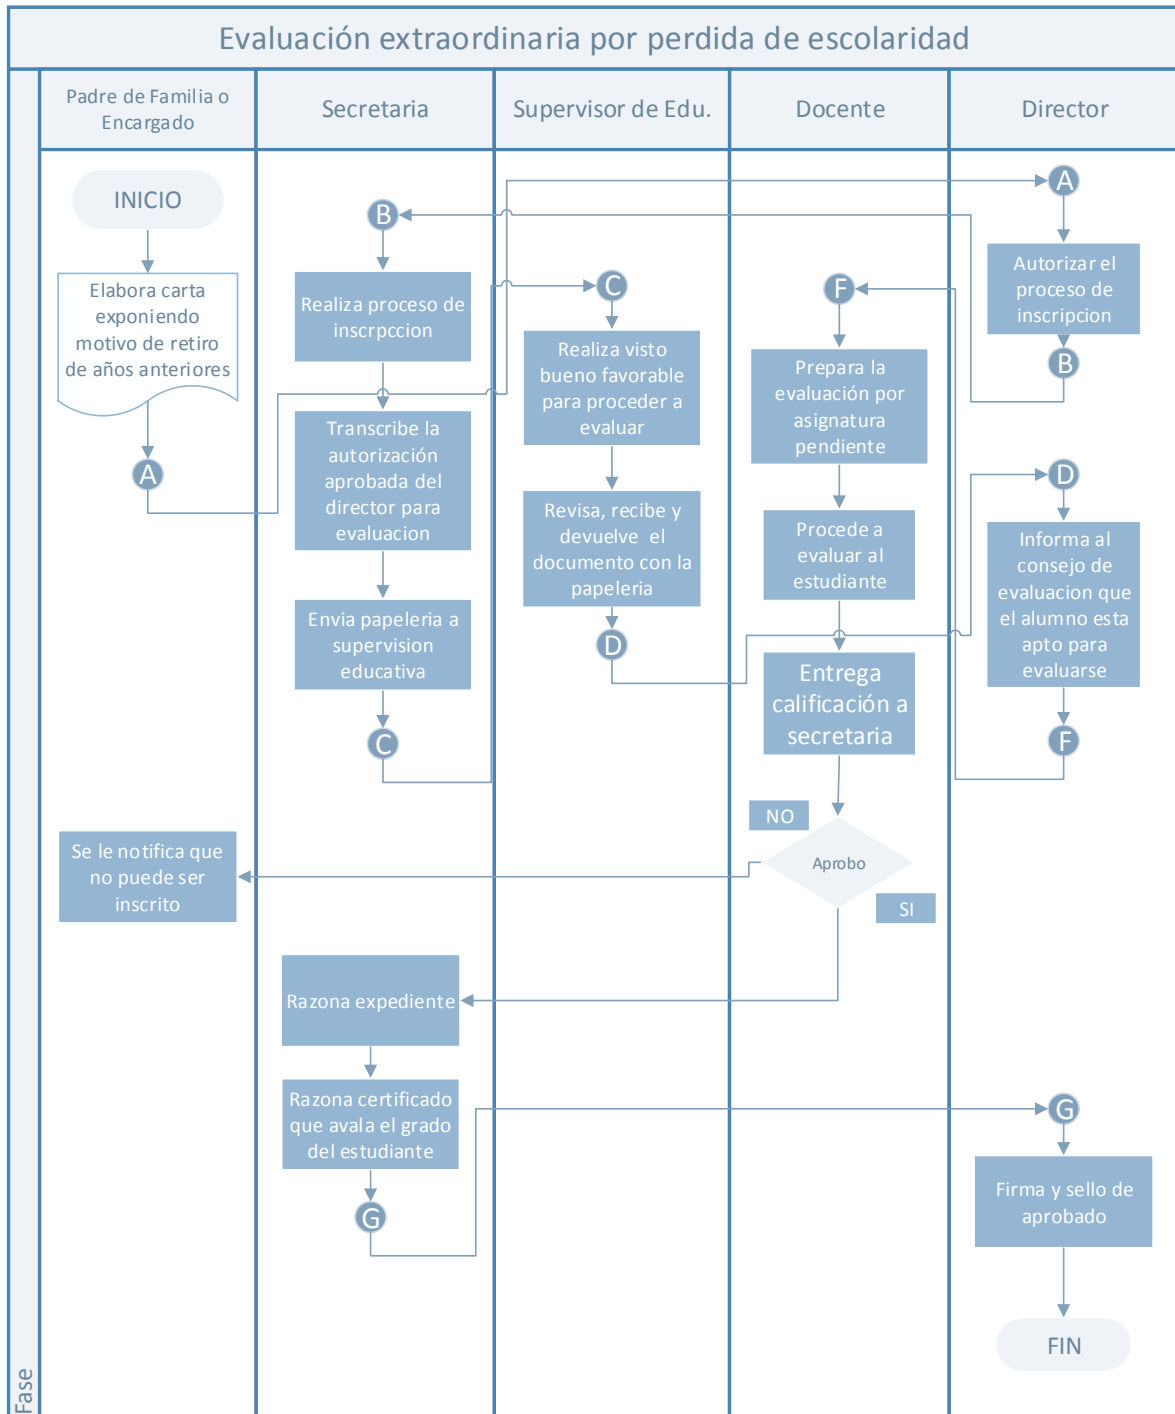 Evaluación extraordinaria por perdida de escolaridad
Fase
Padre de Familia o
Encargado
Secretaria
Supervisor de Edu.
Docente
Director
INICIO
Elabora carta
exponiendo
motivo de retiro
de años anteriores
A
Se le notifica que
no puede ser
inscrito
B
Realiza proceso de
inscrpccion
Transcribe la
autorización
aprobada del
director para
evaluacion
Envia papeleria a
supervision
educativa
C
Razona expediente
Razona certificado
que avala el grado
del estudiante
G
C
Realiza visto
bueno favorable
para proceder a
evaluar
Revisa, recibe y
devuelve el
documento con la
papeleria
D
F
Prepara la
evaluación por
asignatura
pendiente
Procede a
evaluar al
estudiante
Entrega
calificación a
secretaria
NO
Aprobo
SI
A
Autorizar el
proceso de
inscripcion
B
D
Informa al
consejo de
evaluacion que
el alumno esta
apto para
evaluarse
F
G
Firma y sello de
aprobado
FIN